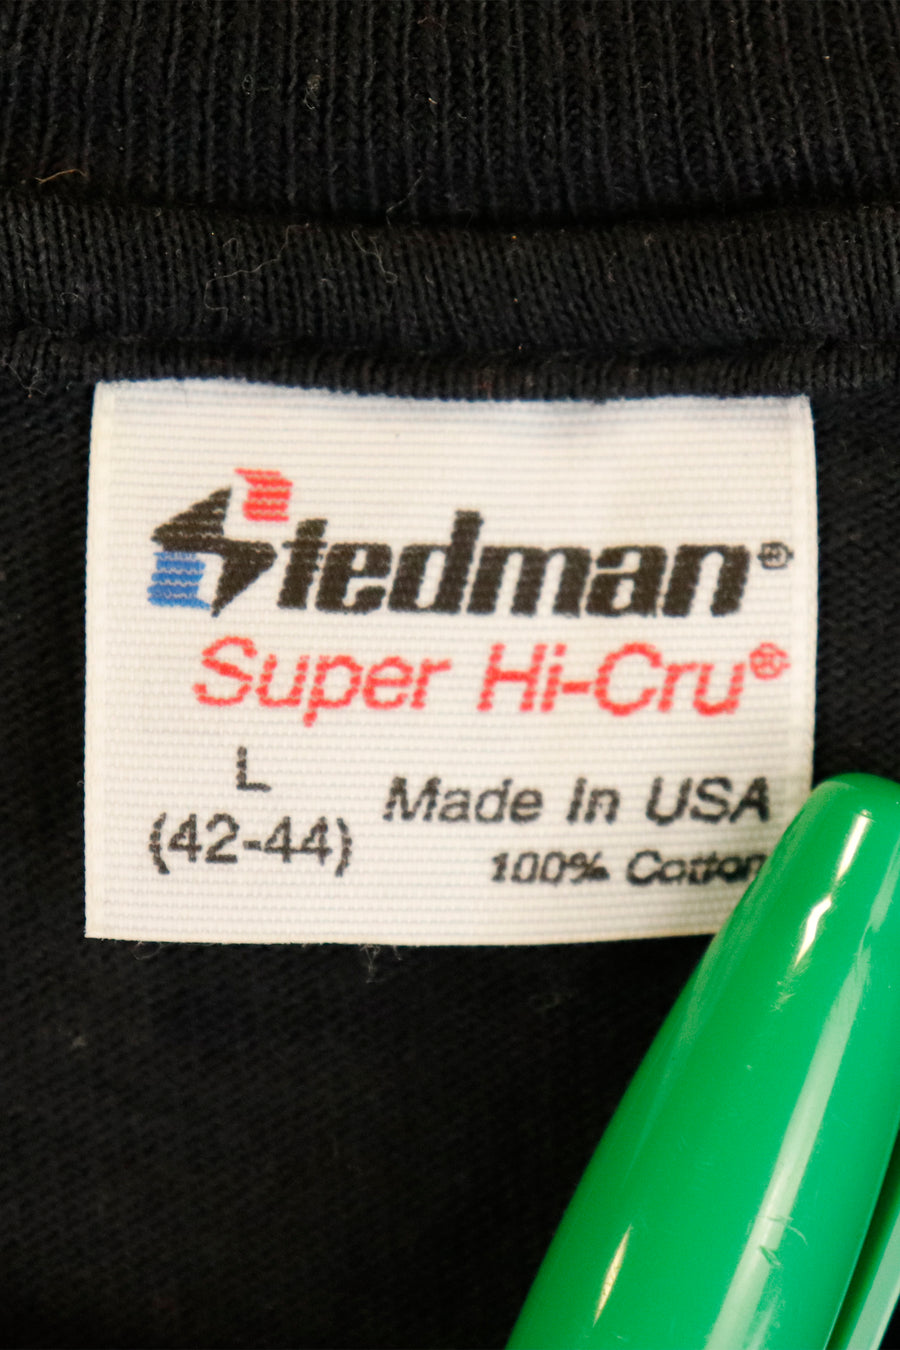 Stedman®
Super Hi-Cru®
L
(42-44)
Made In USA
100% Cotton